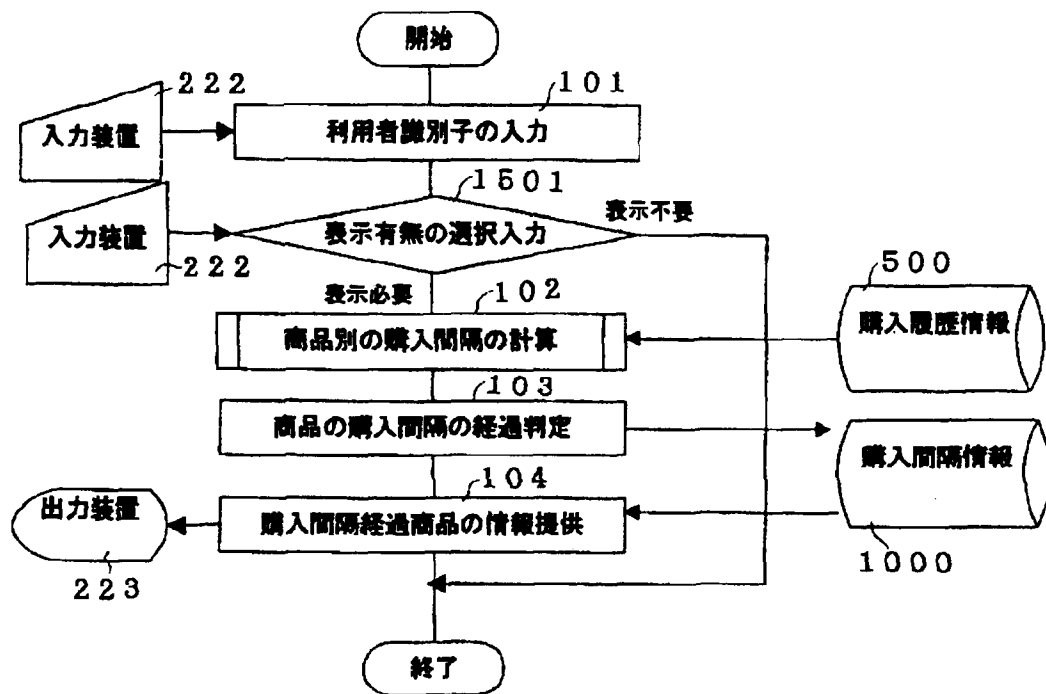 開始
222
101
入力装置
利用者識別子の入力
1501
表示不要
入力装置
表示有無の選択入力
222
500
表示必要
102
購入履歴情報
商品別の購入間隔の計算
103
商品の購入間隔の経過判定
購入間隔情報
104
出力装置
購入間隔経過商品の情報提供
223
1000
終了